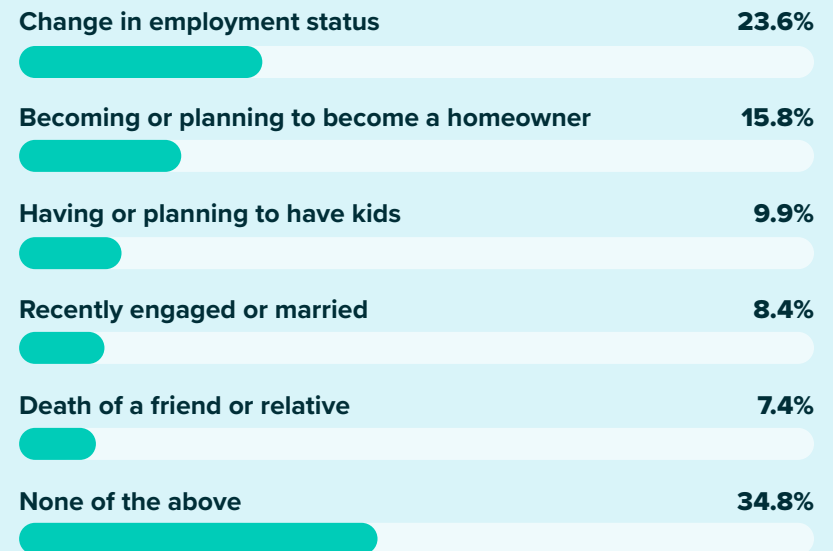 Change in employment status 23.6%
Becoming or planning to become a homeowner 15.8%
Having or planning to have kids 9.9%
Recently engaged or married 8.4%
Death of a friend or relative 7.4%
None of the above 34.8%